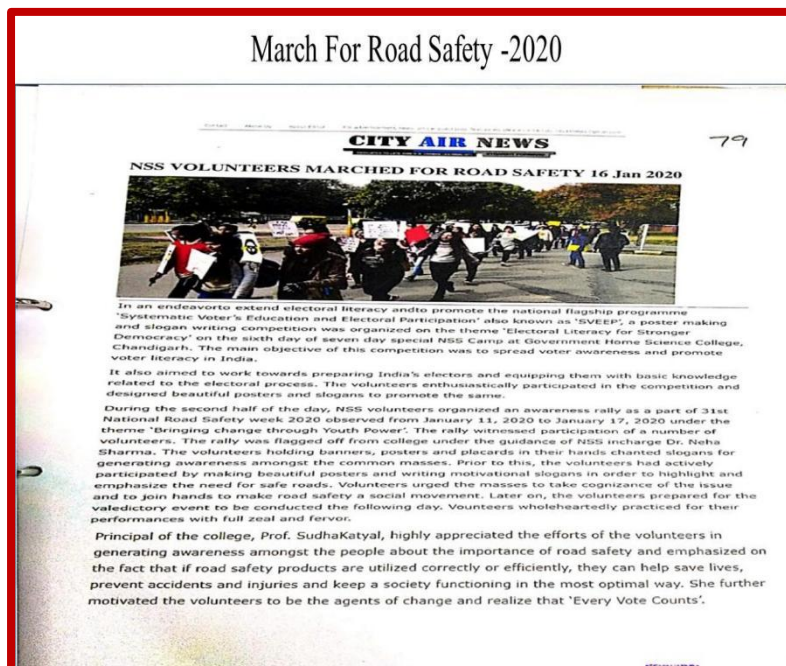 March For Road Safety -2020
CITY AIR NEWS
79
NSS VOLUNTEERS MARCHED FOR ROAD SAFETY 16 Jan 2020
In an endeavorto extend electoral literacy andto promote the national flagship programme
'Systematic Voter's Education and Electoral Participation' also known as 'SVEEP', a poster making
and slogan writing competition was organized on the theme 'Electoral Literacy for Stronger
Democracy' on the sixth day of seven day special NSS Camp at Government Home Science College,
Chandigarh. The main objective of this competition was to spread voter awareness and promote
voter literacy in India.
It also aimed to work towards preparing India's electors and equipping them with basic knowledge
related to the electoral process. The volunteers enthusiastically participated in the competition and
designed beautiful posters and slogans to promote the same.
During the second half of the day, NSS volunteers organized an awareness rally as a part of 31st
National Road Safety week 2020 observed from January 11, 2020 to January 17, 2020 under the
theme 'Bringing change through Youth Power'. The rally witnessed participation of a number of
volunteers. The rally was flagged off from college under the guidance of NSS incharge Dr. Neha
Sharma. The volunteers holding banners, posters and placards in their hands chanted slogans for
generating awareness amongst the common masses. Prior to this, the volunteers had actively
participated by making beautiful posters and writing motivational slogans in order to highlight and
emphasize the need for safe roads. Volunteers urged the masses to take cognizance of the issue
and to join hands to make road safety a social movement. Later on, the volunteers prepared for the
valedictory event to be conducted the following day. Vounteers wholeheartedly practiced for their
performances with full zeal and fervor.
Principal of the college, Prof. SudhaKatyal, highly appreciated the efforts of the volunteers in
generating awareness amongst the people about the importance of road safety and emphasized on
the fact that if road safety products are utilized correctly or efficiently, they can help save lives,
prevent accidents and injuries and keep a society functioning in the most optimal way. She further
motivated the volunteers to be the agents of change and realize that 'Every Vote Counts'.